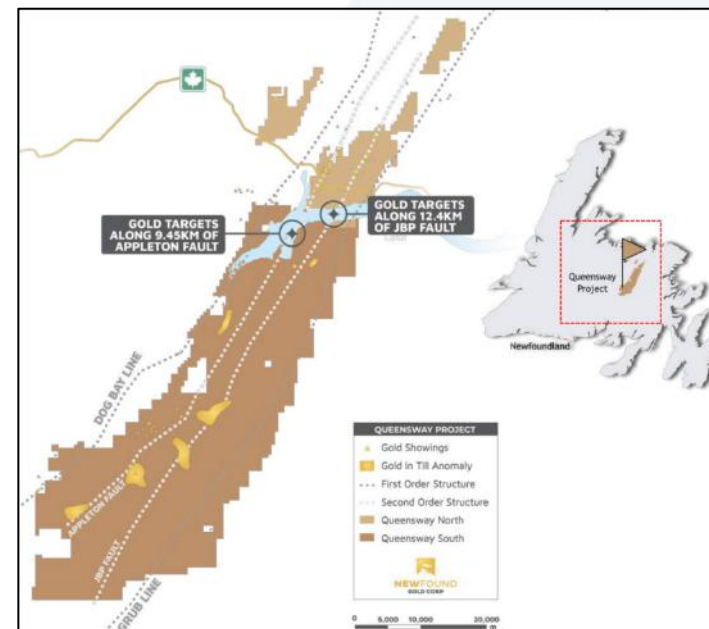 GOLD TARGETS
ALONG 9.45KM OF
APPLETON FAULT
GOLD TARGETS
ALONG 12.4KM
OF JBP FAULT
Queensway
Project
Newfoundland
DOG BAY LINE
APPLETON FAULT
JBP FAULT
GRUB LINE
QUEENSWAY PROJECT
Gold Showings
Gold in Till Anomaly
First Order Structure
Second Order Structure
Queensway North
Queensway South
NEWFOUND
GOLD CORP
0 5,000 10,000 20,000
m